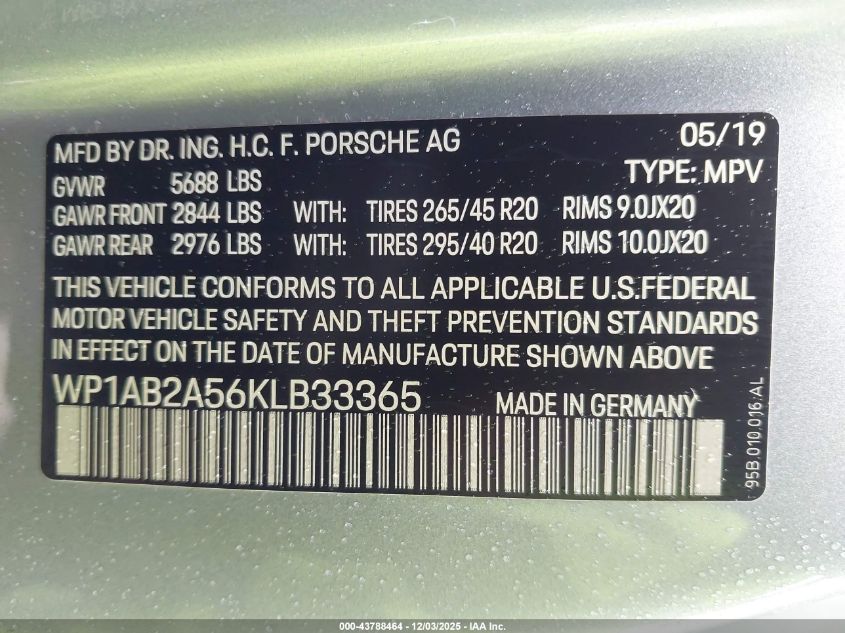 MFD BY DR. ING. H.C. F. PORSCHE AG 05/19
TYPE: MPV
GVWR 5688 LBS
GAWR FRONT 2844 LBS WITH: TIRES 265/45 R20 RIMS 9.0JX20
GAWR REAR 2976 LBS WITH: TIRES 295/40 R20 RIMS 10.0JX20
THIS VEHICLE CONFORMS TO ALL APPLICABLE U.S.FEDERAL
MOTOR VEHICLE SAFETY AND THEFT PREVENTION STANDARDS
IN EFFECT ON THE DATE OF MANUFACTURE SHOWN ABOVE
WP1AB2A56KLB33365 MADE IN GERMANY
95B.010.016.AL
000-43788464 - 12/03/2025 - IAA Inc.